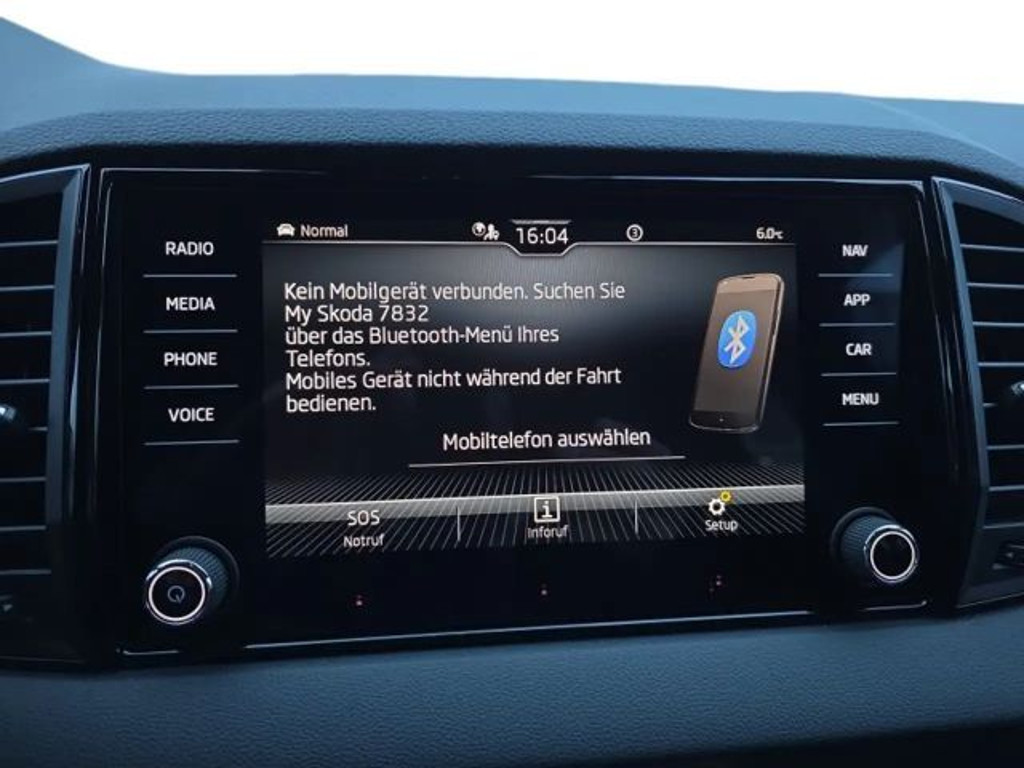 RADIO
MEDIA
PHONE
VOICE
Normal
16:04
3
6.0°C
Kein Mobilgerät verbunden. Suchen Sie
My Skoda 7832
über das Bluetooth-Menü Ihres
Telefons.
Mobiles Gerät nicht während der Fahrt
bedienen.
Mobiltelefon auswählen
SOS
Notruf
i
Inforuf
Setup
NAV
APP
CAR
MENU